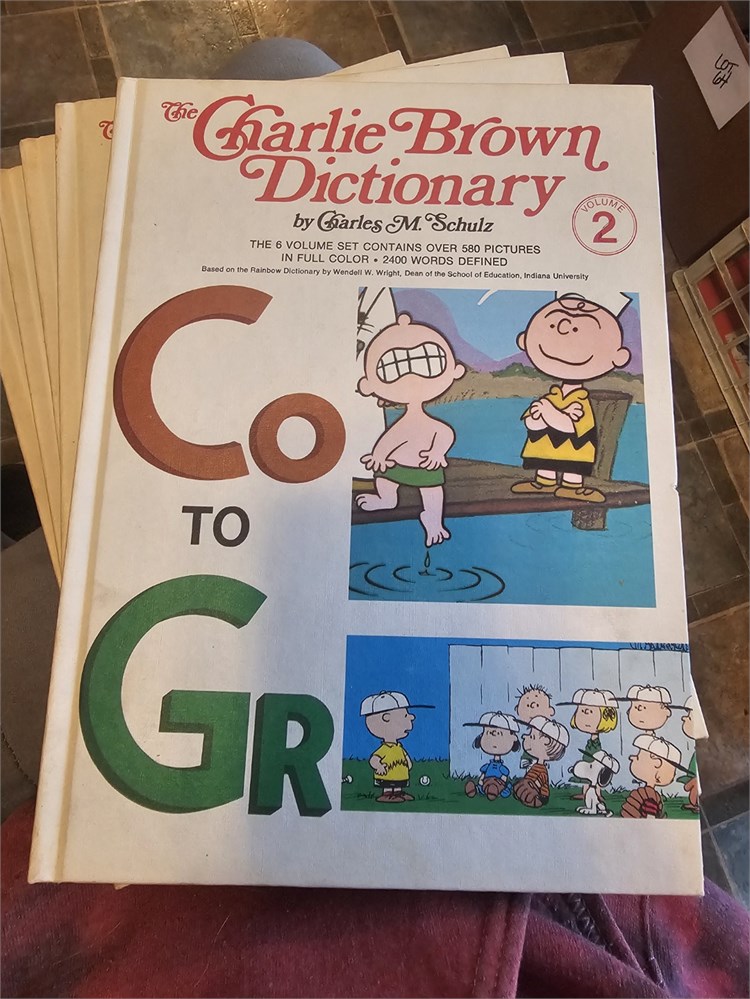 The Charlie Brown
Dictionary
by Charles M. Schulz
VOLUME
2
THE 6 VOLUME SET CONTAINS OVER 580 PICTURES
IN FULL COLOR • 2400 WORDS DEFINED
Based on the Rainbow Dictionary by Wendell W. Wright, Dean of the School of Education, Indiana University
Co
TO
GR
LOT
64